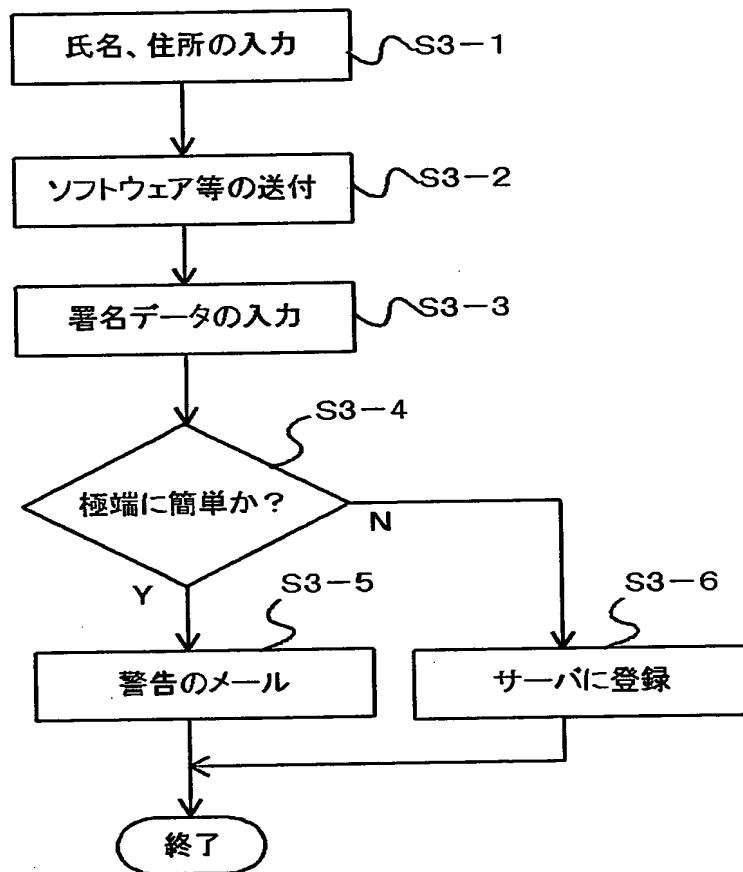 氏名、住所の入力
S3-1
ソフトウェア等の送付
S3-2
署名データの入力
S3-3
S3-4
極端に簡単か?
N
Y
S3-5
S3-6
警告のメール
サーバに登録
終了